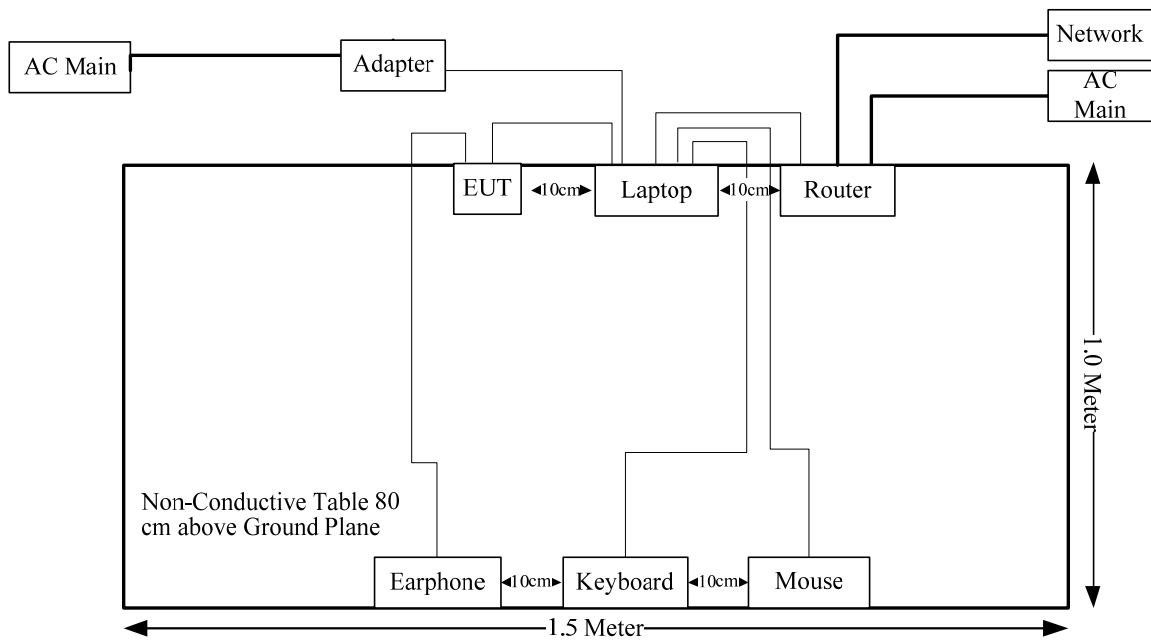 Network
AC Main
Adapter
AC
Main
EUT
10cm
Laptop
10cm
Router
1.0 Meter
Non-Conductive Table 80
cm above Ground Plane
Earphone
10cm
Keyboard
10cm
Mouse
1.5 Meter